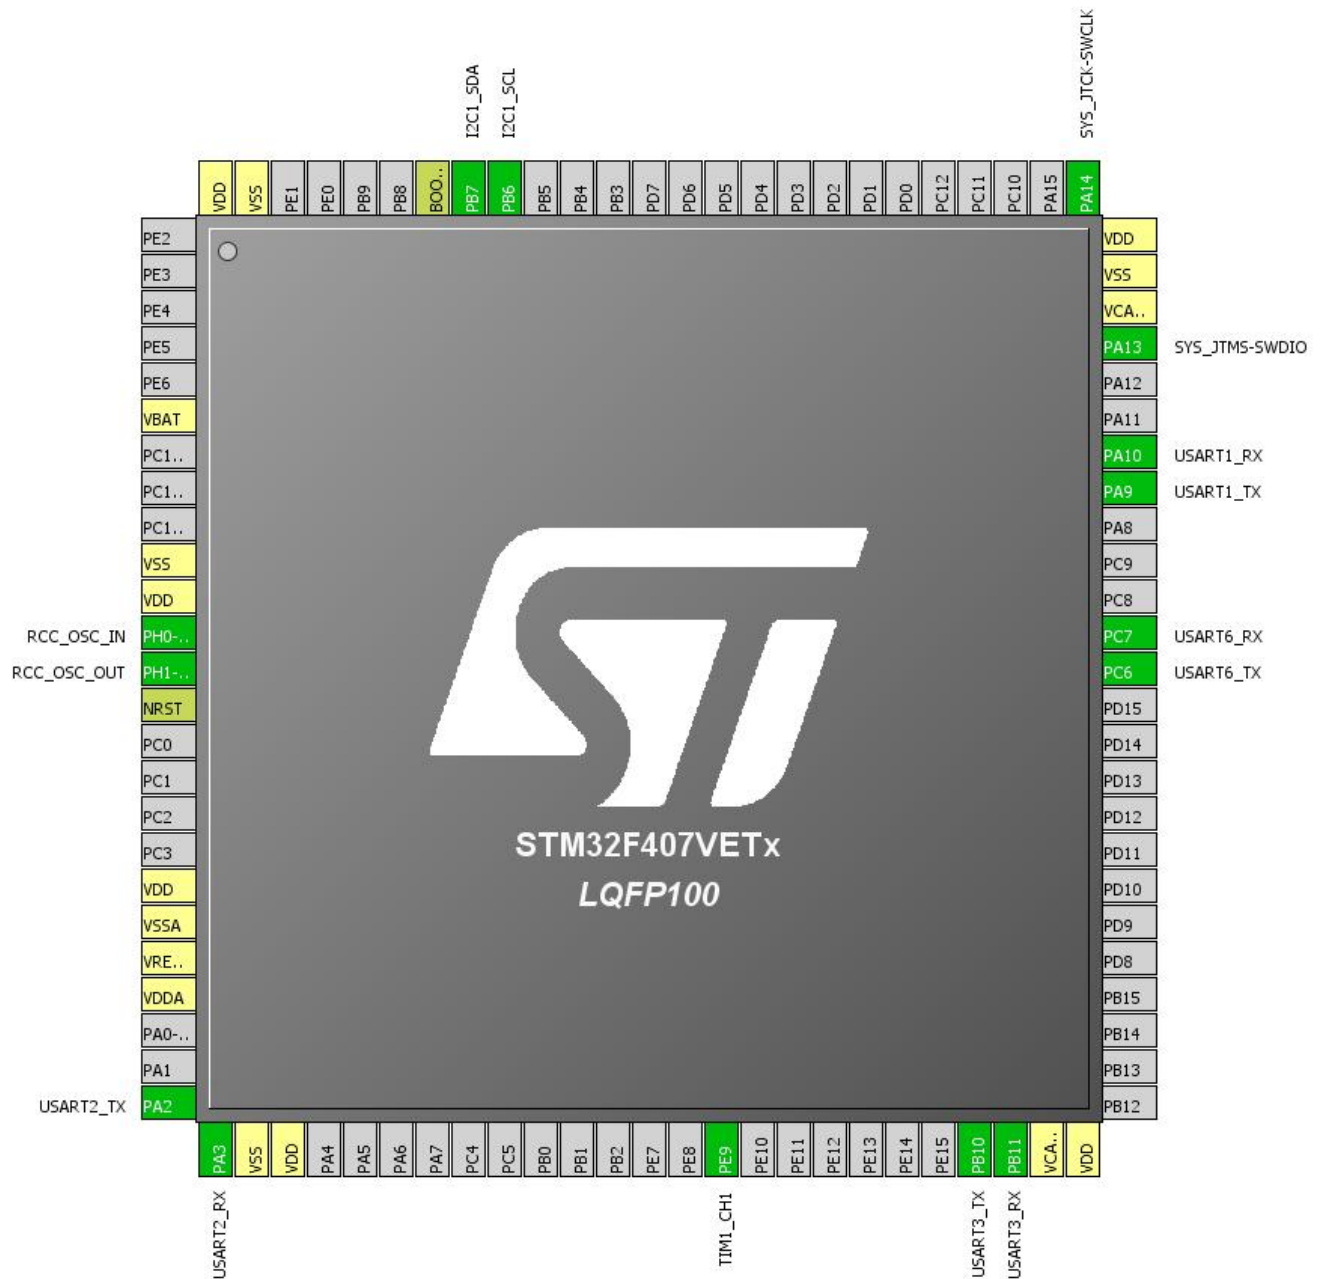 SYS_JTCK-SWCLK
I2C1_SDA
I2C1_SCL
VDD
VSS
PE1
PE0
PB9
PB8
BOO..
PB7
PB6
PB5
PB4
PB3
PD7
PD6
PD5
PD4
PD3
PD2
PD1
PD0
PC12
PC11
PC10
PA15
PA14
PE2
PE3
PE4
PE5
PE6
VBAT
PC1..
PC1..
PC1..
VSS
VDD
RCC_OSC_IN PH0-..
RCC_OSC_OUT PH1-..
NRST
PC0
PC1
PC2
PC3
VDD
VSSA
VRE..
VDDA
PA0-..
PA1
USART2_TX PA2
STM32F407VETx
LQFP100
VDD
VSS
VCA..
PA13 SYS_JTMS-SWDIO
PA12
PA11
PA10 USART1_RX
PA9 USART1_TX
PA8
PC9
PC8
PC7 USART6_RX
PC6 USART6_TX
PD15
PD14
PD13
PD12
PD11
PD10
PD9
PD8
PB15
PB14
PB13
PB12
PA3
VSS
VDD
PA4
PA5
PA6
PA7
PC4
PC5
PB0
PB1
PB2
PE7
PE8
PE9
PE10
PE11
PE12
PE13
PE14
PE15
PB10
PB11
VCA..
VDD
USART2_RX
TIM1_CH1
USART3_TX
USART3_RX